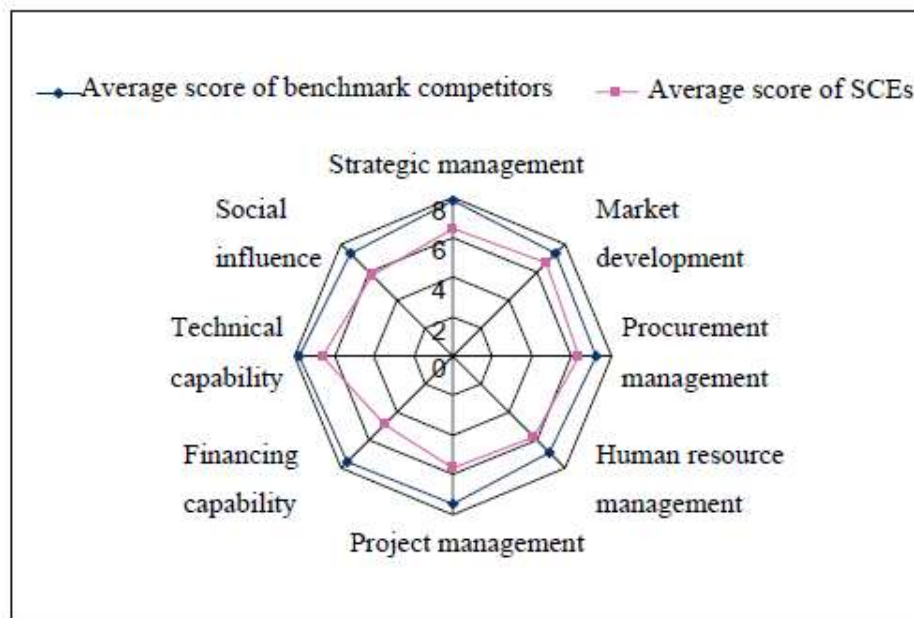 Average score of benchmark competitors
Average score of SCEs
Strategic management
Social
influence
Market
development
8
6
4
2
0
Technical
capability
Procurement
management
Financing
capability
Human resource
management
Project management